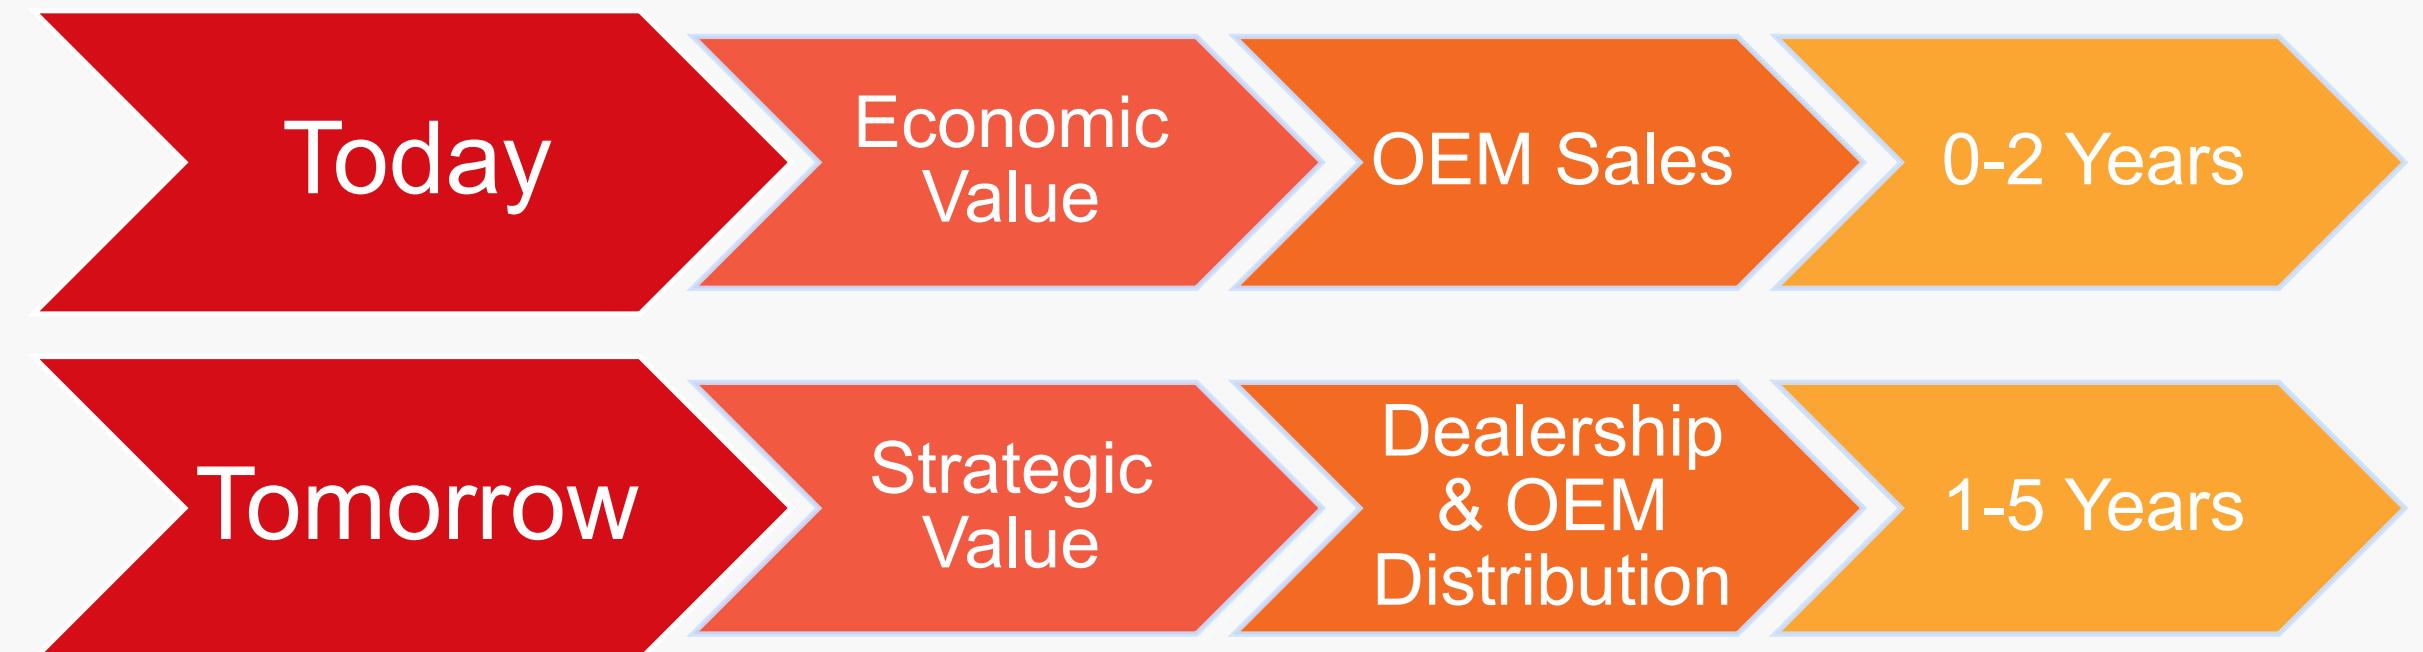 Today
Economic
Value
OEM Sales
0-2 Years
Tomorrow
Strategic
Value
Dealership
& OEM
Distribution
1-5 Years